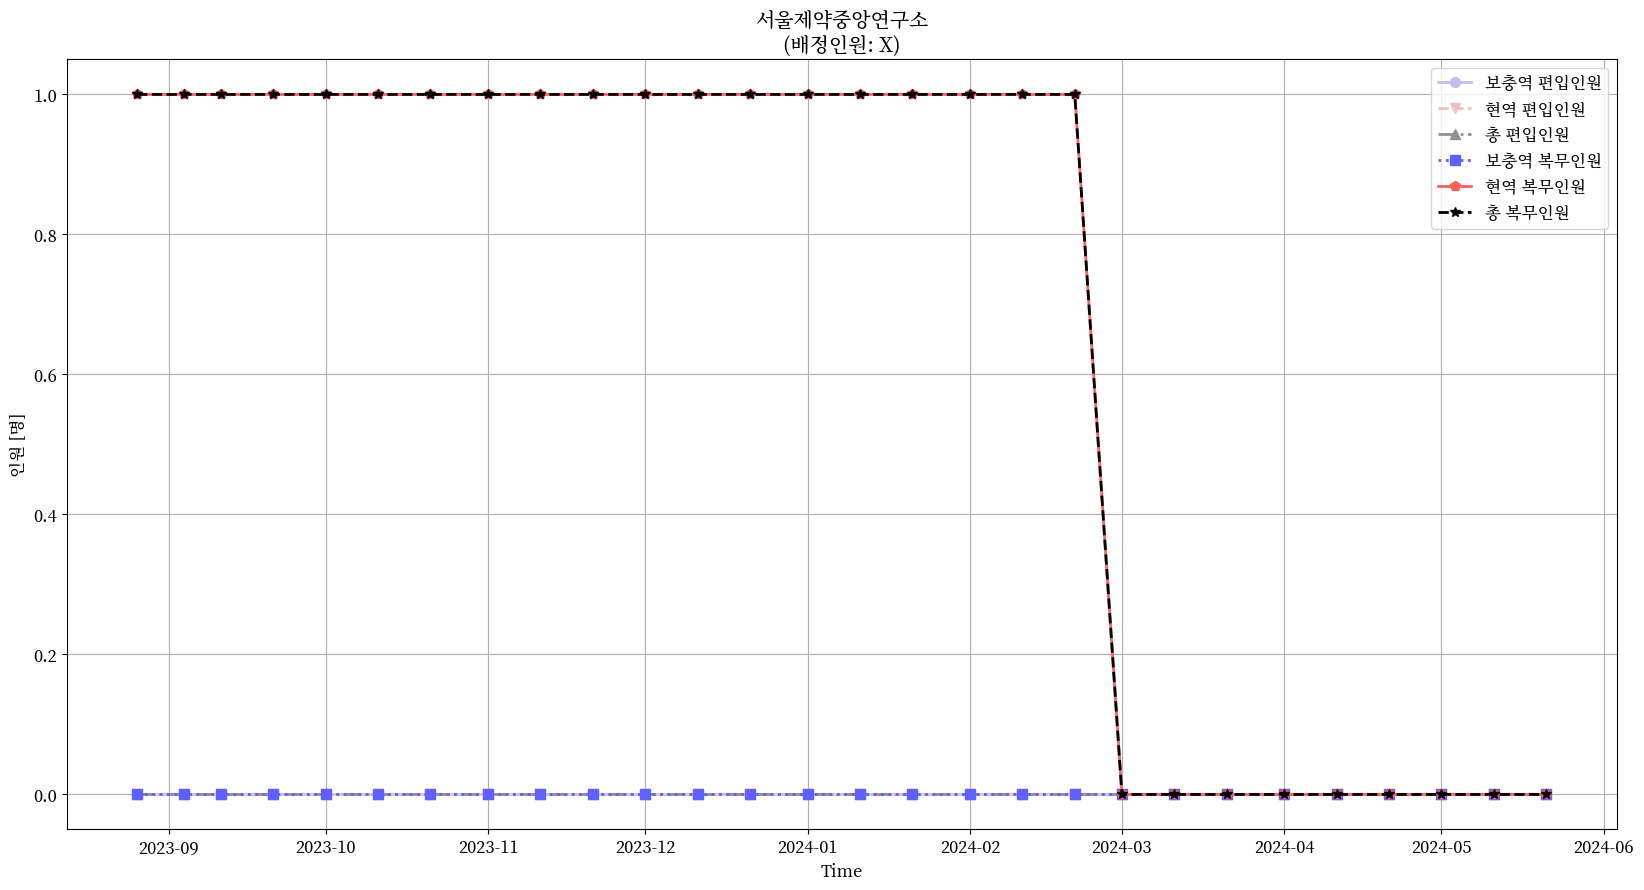 서울제약중앙연구소
(배정인원: X)
보충역 편입인원
현역 편입인원
총 편입인원
보충역 복무인원
현역 복무인원
총 복무인원
1.0
0.8
0.6
0.4
0.2
0.0
인원 [명]
2023-09
2023-10
2023-11
2023-12
2024-01
2024-02
2024-03
2024-04
2024-05
2024-06
Time